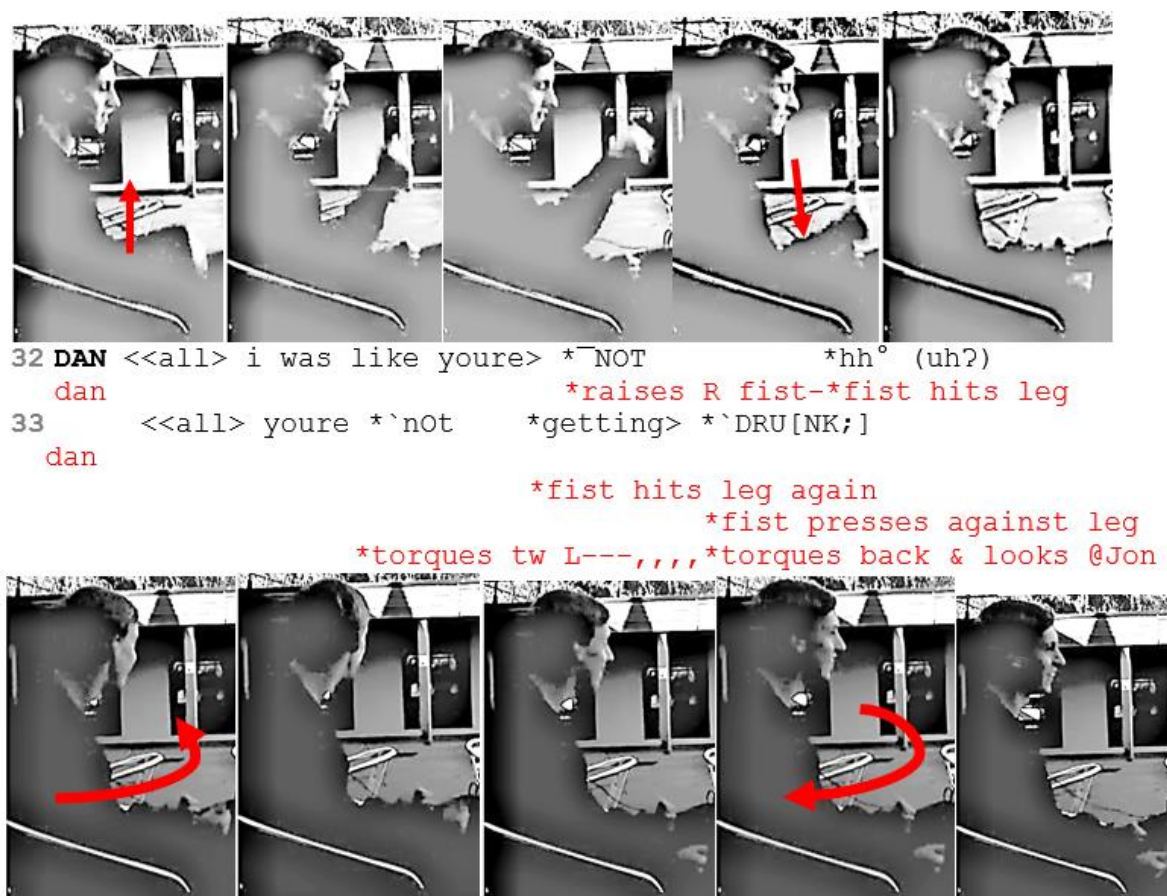 32 DAN <<all> i was like youre> *¯NOT *hh° (uh?)
dan *raises R fist-*fist hits leg
33 <<all> youre *`nOt *getting> *`DRU[NK;]
dan
*fist hits leg again
*fist presses against leg
*torques tw L---,,,,*torques back & looks @Jon